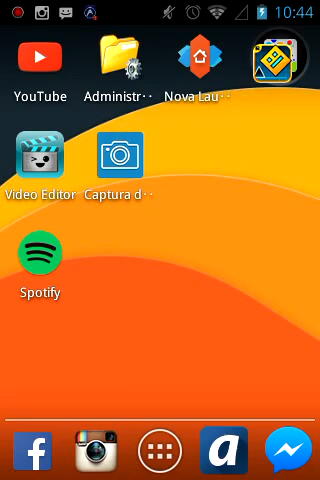 10:44
YouTube
Administr··
Nova Lau··
Video Editor
Captura d··
Spotify
f
a